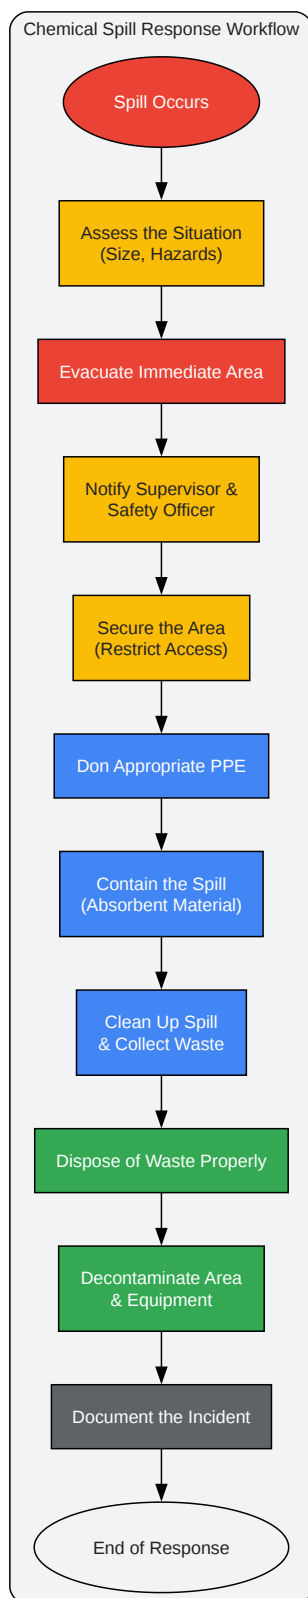 Chemical Spill Response Workflow
Spill Occurs
Assess the Situation
(Size, Hazards)
Evacuate Immediate Area
Notify Supervisor &
Safety Officer
Secure the Area
(Restrict Access)
Don Appropriate PPE
Contain the Spill
(Absorbent Material)
Clean Up Spill
& Collect Waste
Dispose of Waste Properly
Decontaminate Area
& Equipment
Document the Incident
End of Response